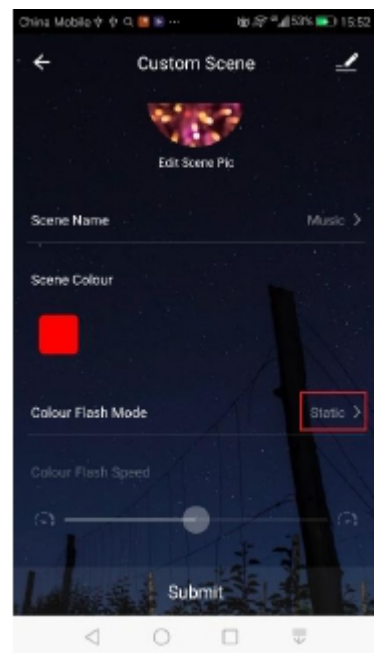 China Mobile 53% 15:52
Custom Scene
Edit Scene Pic
Scene Name Music
Scene Colour
Colour Flash Mode Static
Colour Flash Speed
Submit